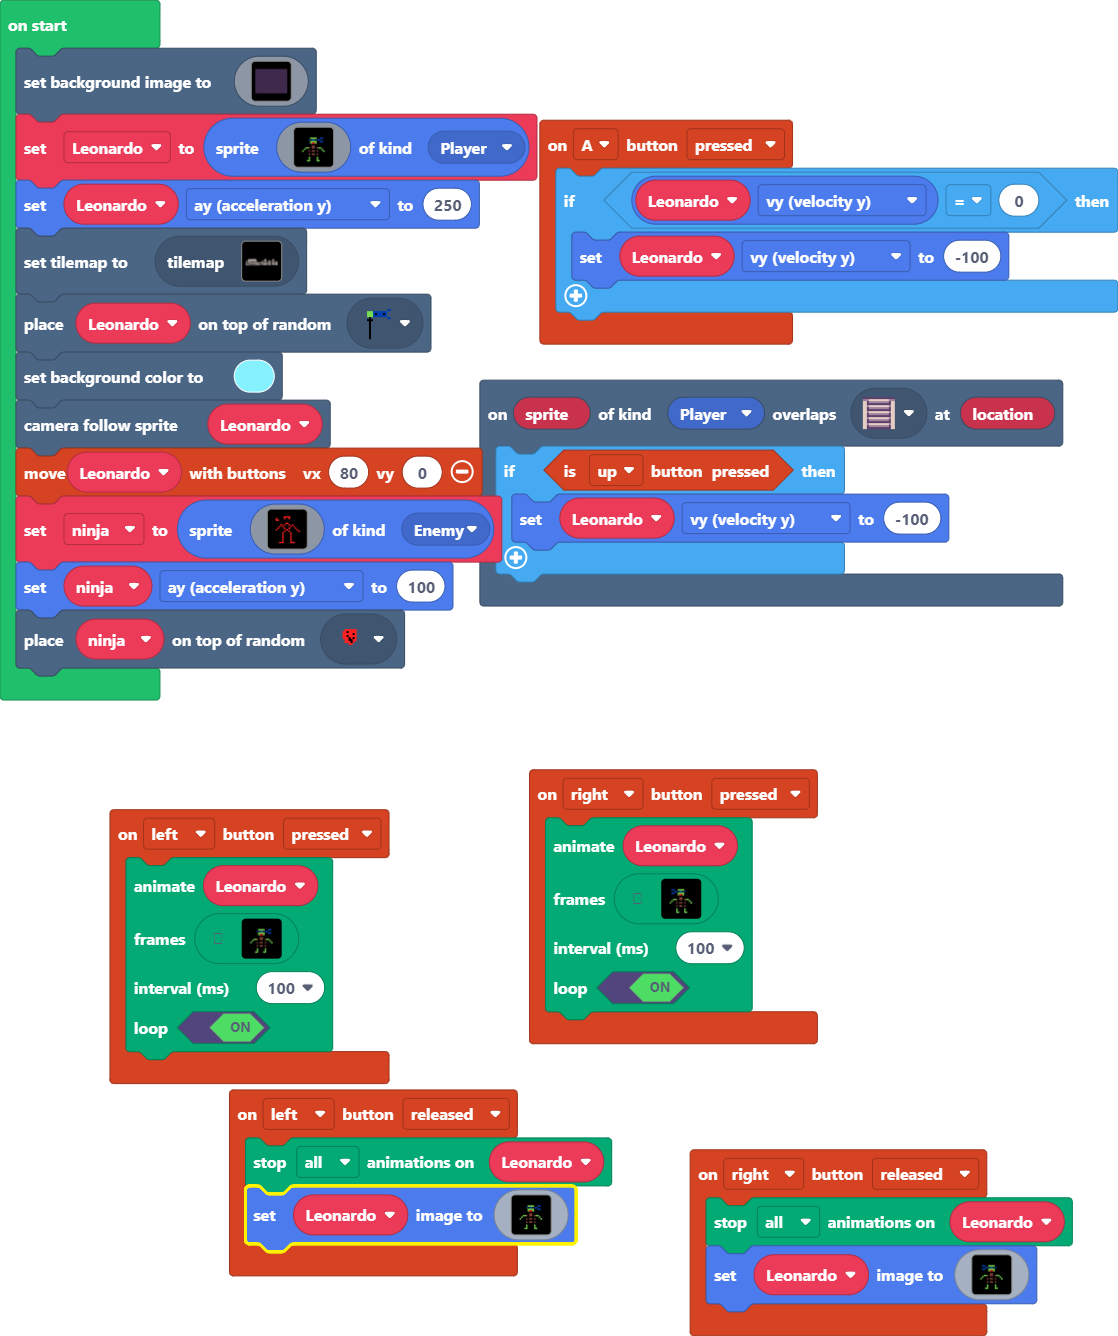 on start
set background image to
set Leonardo to sprite of kind Player
set Leonardo ay (acceleration y) to 250
set tilemap to tilemap
place Leonardo on top of random
set background color to
camera follow sprite Leonardo
move Leonardo with buttons vx 80 vy 0
set ninja to sprite of kind Enemy
set ninja ay (acceleration y) to 100
place ninja on top of random
on A button pressed
if Leonardo vy (velocity y) = 0 then
set Leonardo vy (velocity y) to -100
on sprite of kind Player overlaps at location
if is up button pressed then
set Leonardo vy (velocity y) to -100
on left button pressed
animate Leonardo
frames
interval (ms) 100
loop ON
on right button pressed
animate Leonardo
frames
interval (ms) 100
loop ON
on left button released
stop all animations on Leonardo
set Leonardo image to
on right button released
stop all animations on Leonardo
set Leonardo image to